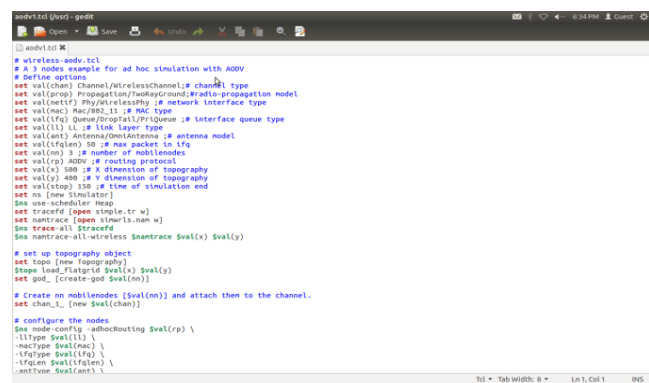 aodv1.tcl (/usr) - gedit
6:34 PM Guest
Open Save Undo
aodv1.tcl
# wireless-aodv.tcl
# A 3 nodes example for ad hoc simulation with AODV
# Define options
set val(chan) Channel/WirelessChannel;# channel type
set val(prop) Propagation/TwoRayGround;#radio-propagation model
set val(netif) Phy/WirelessPhy ;# network interface type
set val(mac) Mac/802_11 ;# MAC type
set val(ifq) Queue/DropTail/PriQueue ;# interface queue type
set val(ll) LL ;# link layer type
set val(ant) Antenna/OmniAntenna ;# antenna model
set val(ifqlen) 50 ;# max packet in ifq
set val(nn) 3 ;# number of mobilenodes
set val(rp) AODV ;# routing protocol
set val(x) 500 ;# X dimension of topography
set val(y) 400 ;# Y dimension of topography
set val(stop) 150 ;# time of simulation end
set ns [new Simulator]
$ns use-scheduler Heap
set tracefd [open simple.tr w]
set namtrace [open simwrls.nam w]
$ns trace-all $tracefd
$ns namtrace-all-wireless $namtrace $val(x) $val(y)
# set up topography object
set topo [new Topography]
$topo load_flatgrid $val(x) $val(y)
set god_ [create-god $val(nn)]
# Create nn mobilenodes [$val(nn)] and attach them to the channel.
set chan_1_ [new $val(chan)]
# configure the nodes
$ns node-config -adhocRouting $val(rp) \
-llType $val(ll) \
-macType $val(mac) \
-ifqType $val(ifq) \
-ifqLen $val(ifqlen) \
-antType $val(ant) \
Tcl Tab Width: 8 Ln 1, Col 1 INS